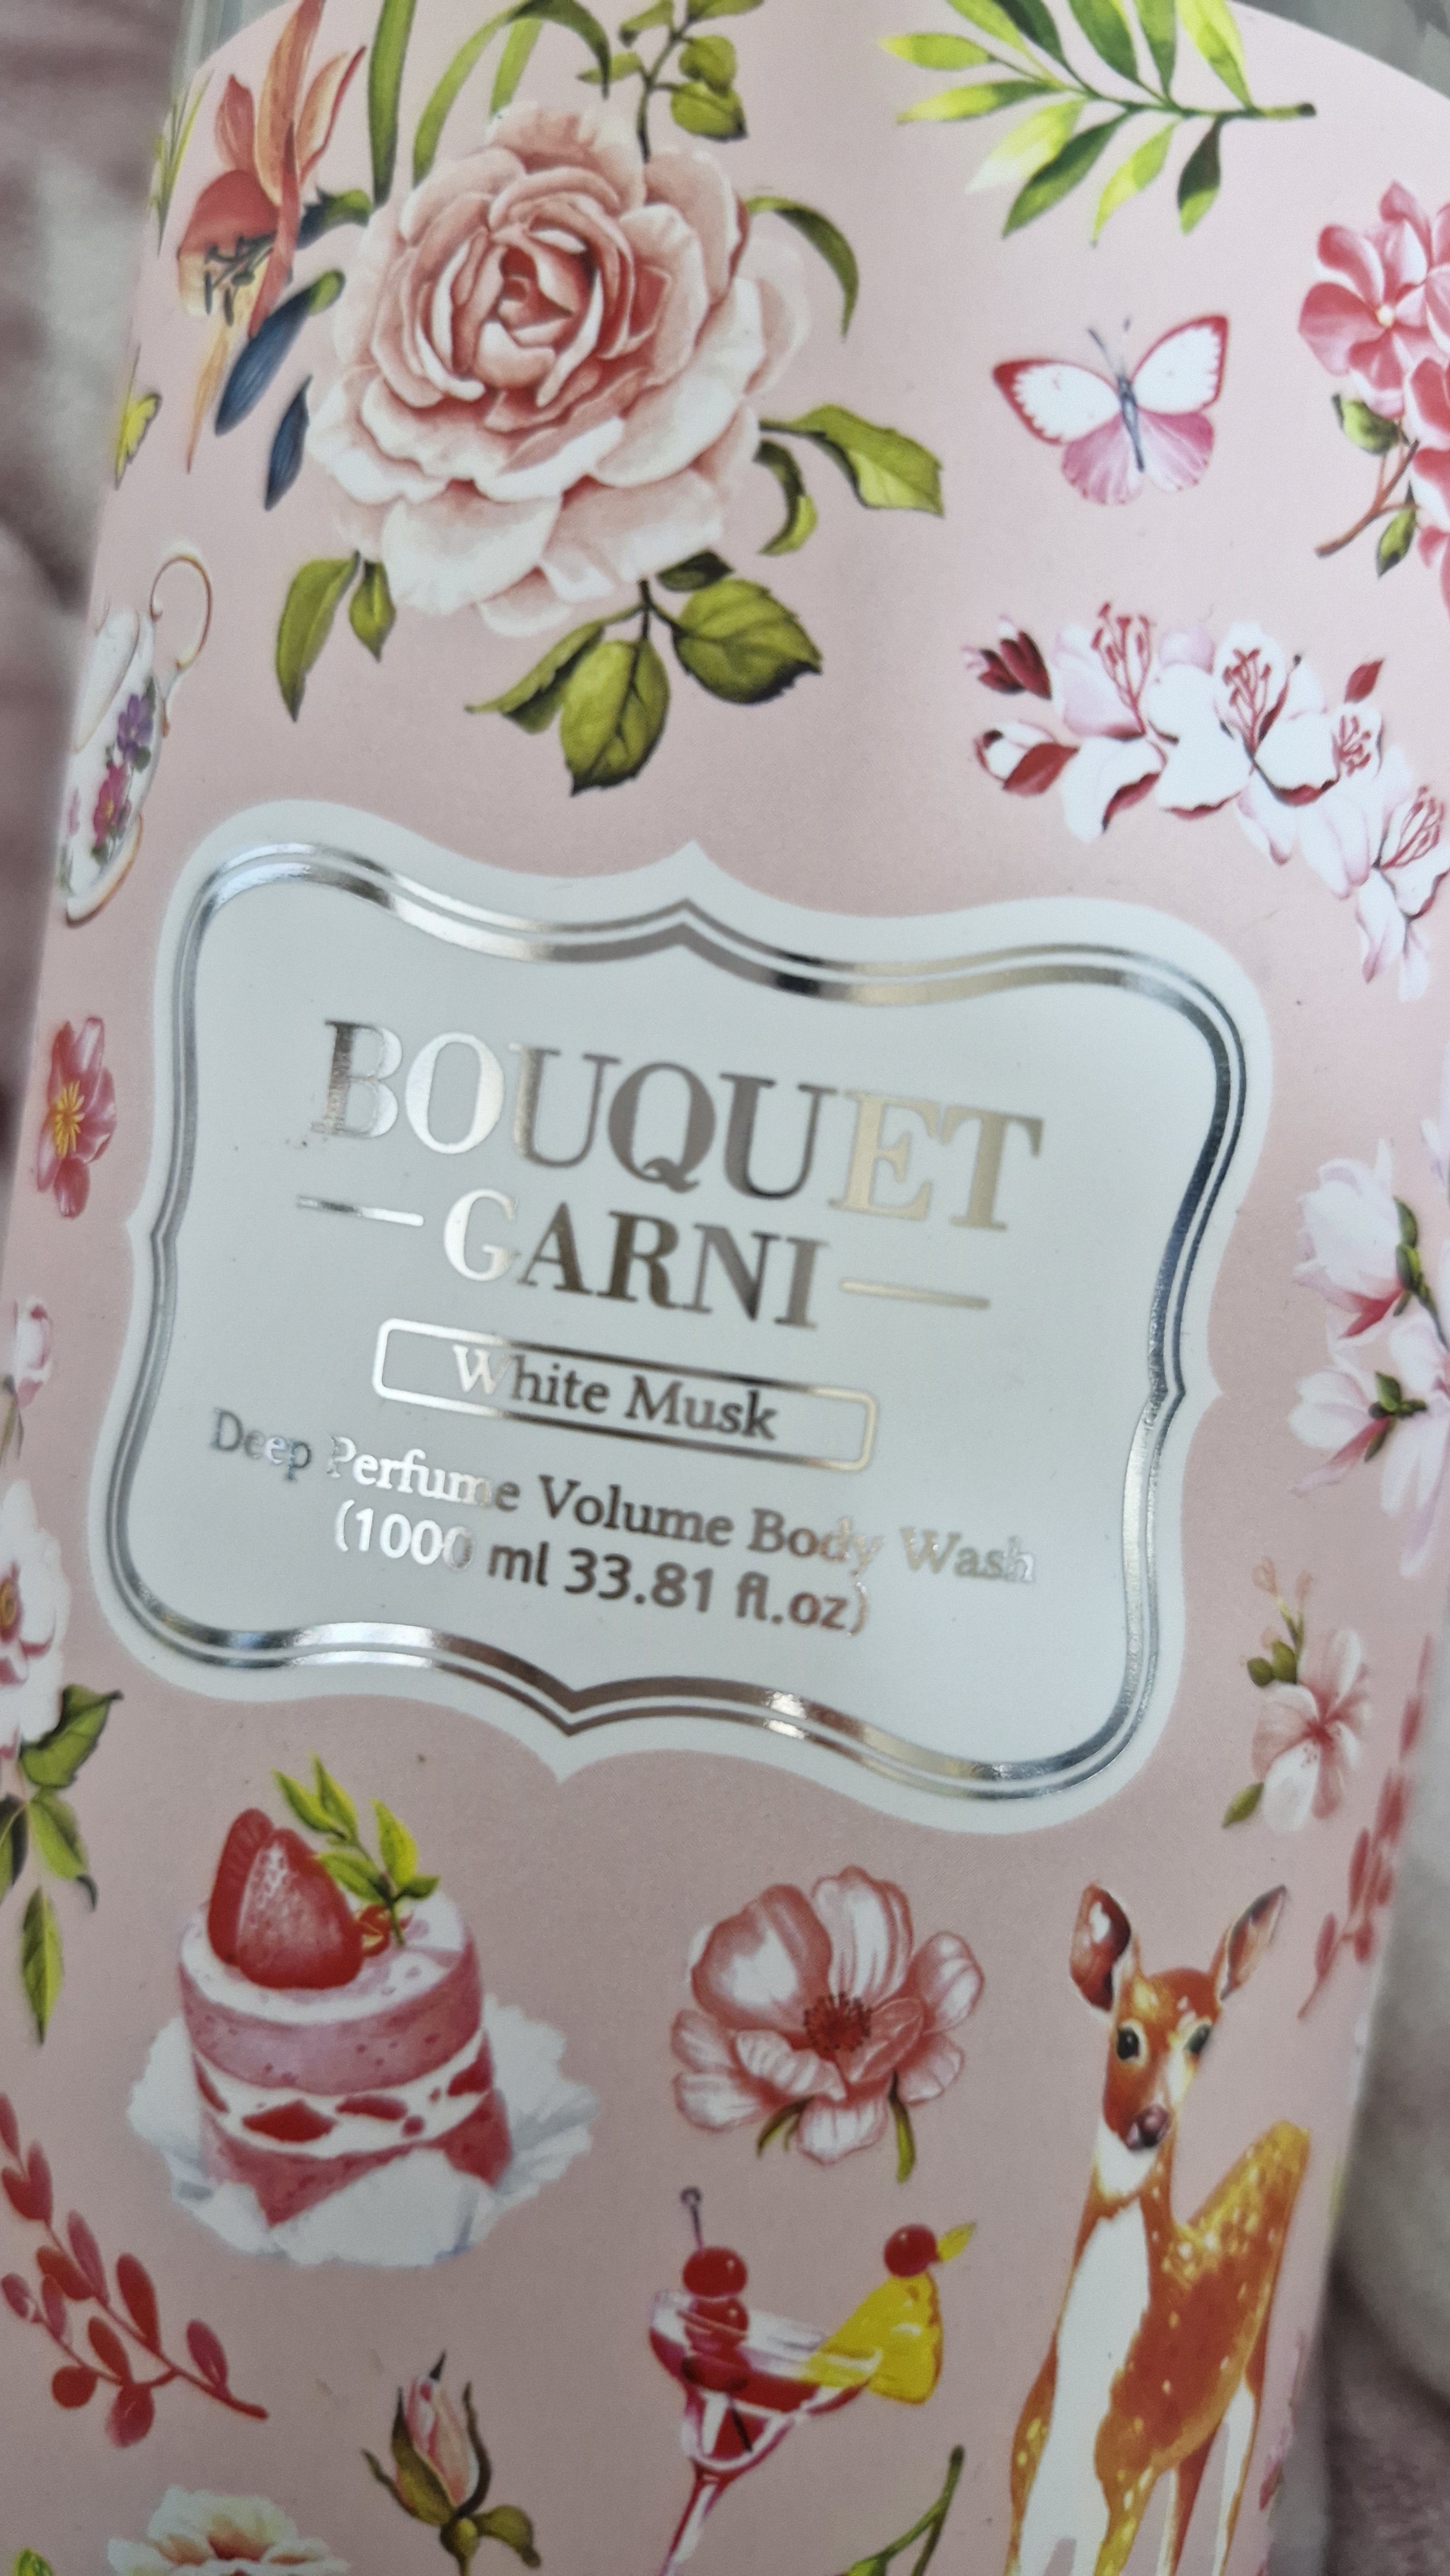 BOUQUET
GARNI
White Musk
Deep Perfume Volume Body Wash
(1000 ml 33.81 fl.oz)